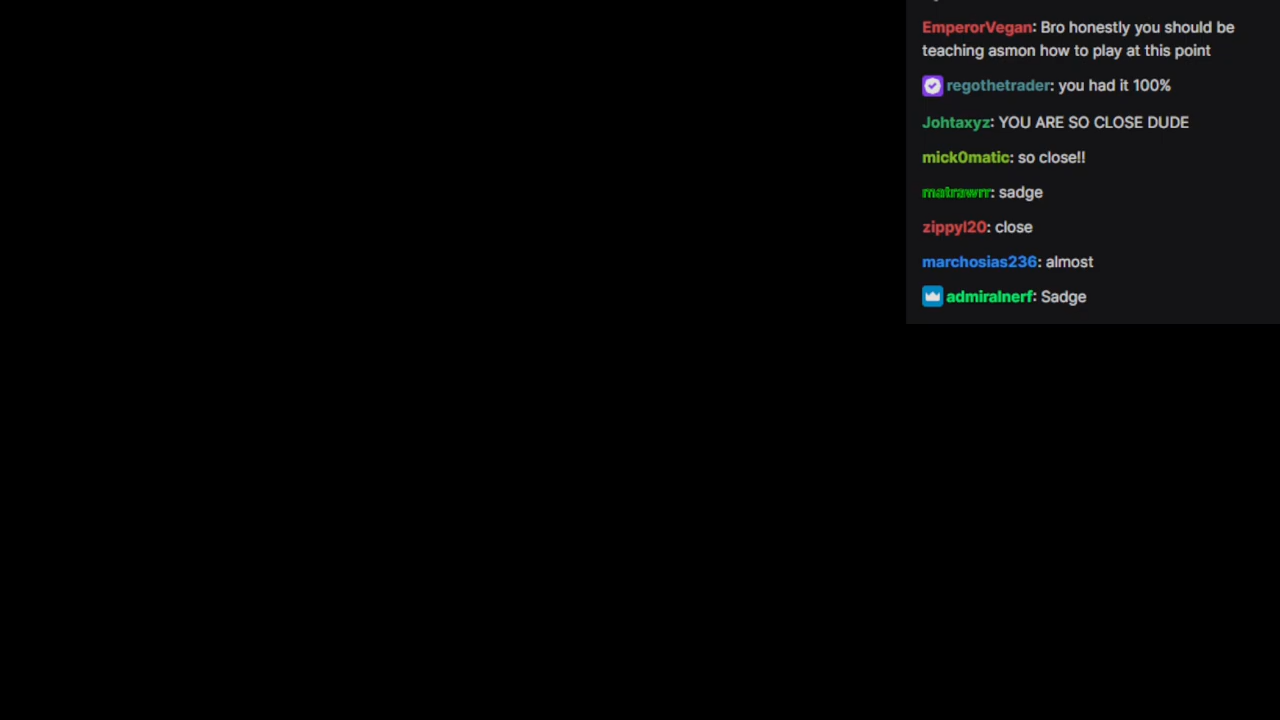 EmperorVegan: Bro honestly you should be
teaching asmon how to play at this point
regothetrader: you had it 100%
Johtaxyz: YOU ARE SO CLOSE DUDE
mick0matic: so close!!
matrawrr: sadge
zippyl20: close
marchosias236: almost
admiralnerf: Sadge